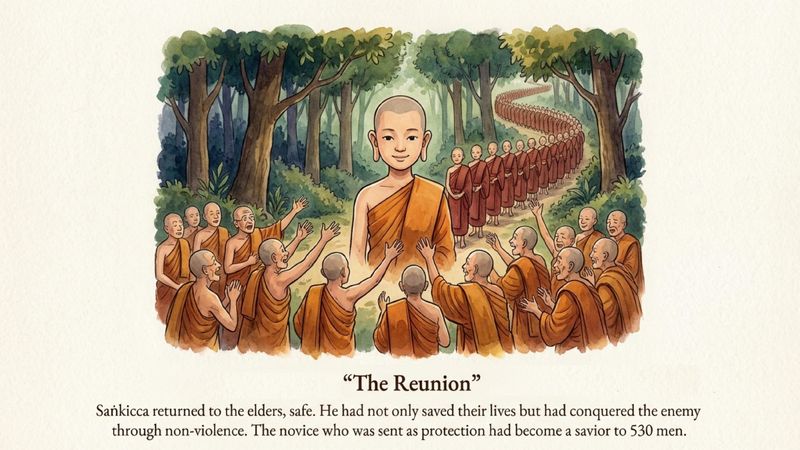 “The Reunion”
Saṅkicca returned to the elders, safe. He had not only saved their lives but had conquered the enemy
through non-violence. The novice who was sent as protection had become a savior to 530 men.